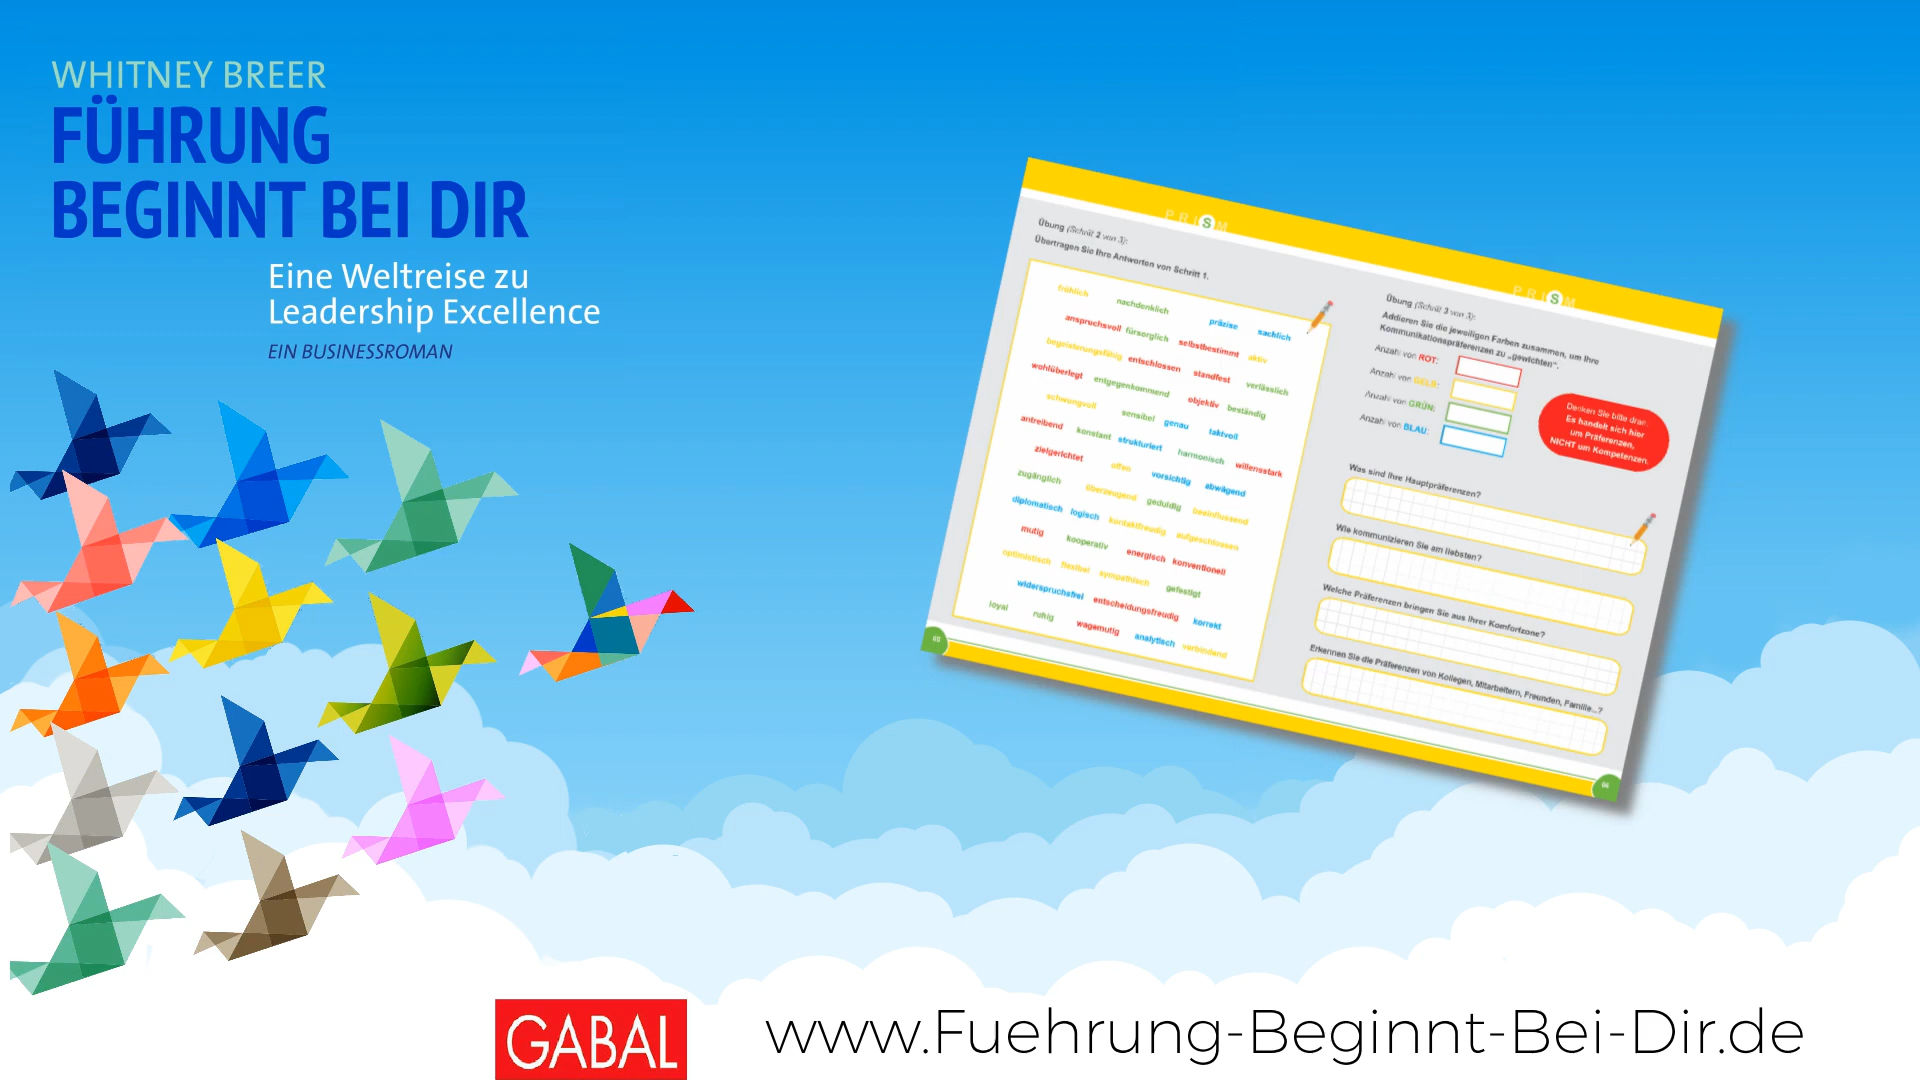 WHITNEY BREER
FÜHRUNG
BEGINNT BEI DIR
Eine Weltreise zu
Leadership Excellence
EIN BUSINESSROMAN
PRISM
Übung (Schritt 2 von 3):
Übertragen Sie Ihre Antworten von Schritt 1.
fröhlich nachdenklich präzise sachlich
anspruchsvoll fürsorglich selbstbestimmt aktiv
begeisterungsfähig entschlossen standfest verlässlich
wohlüberlegt entgegenkommend objektiv beständig
schwungvoll sensibel genau taktvoll
antreibend konstant strukturiert harmonisch willensstark
zielgerichtet offen vorsichtig abwägend
zugänglich überzeugend geduldig beeinflussend
diplomatisch logisch kontaktfreudig aufgeschlossen
mutig kooperativ energisch konventionell
optimistisch flexibel sympathisch gefestigt
widerspruchsfrei entscheidungsfreudig korrekt
loyal ruhig wagemutig analytisch verbindend
PRISM
Übung (Schritt 3 von 3):
Addieren Sie die jeweiligen Farben zusammen, um Ihre
Kommunikationspräferenzen zu „gewichten“.
Anzahl von ROT:
Anzahl von GELB:
Anzahl von GRÜN:
Anzahl von BLAU:
Denken Sie bitte dran:
Es handelt sich hier
um Präferenzen,
NICHT um Kompetenzen.
Was sind Ihre Hauptpräferenzen?
Wie kommunizieren Sie am liebsten?
Welche Präferenzen bringen Sie aus Ihrer Komfortzone?
Erkennen Sie die Präferenzen von Kollegen, Mitarbeitern, Freunden, Familie...?
GABAL
www.Fuehrung-Beginnt-Bei-Dir.de